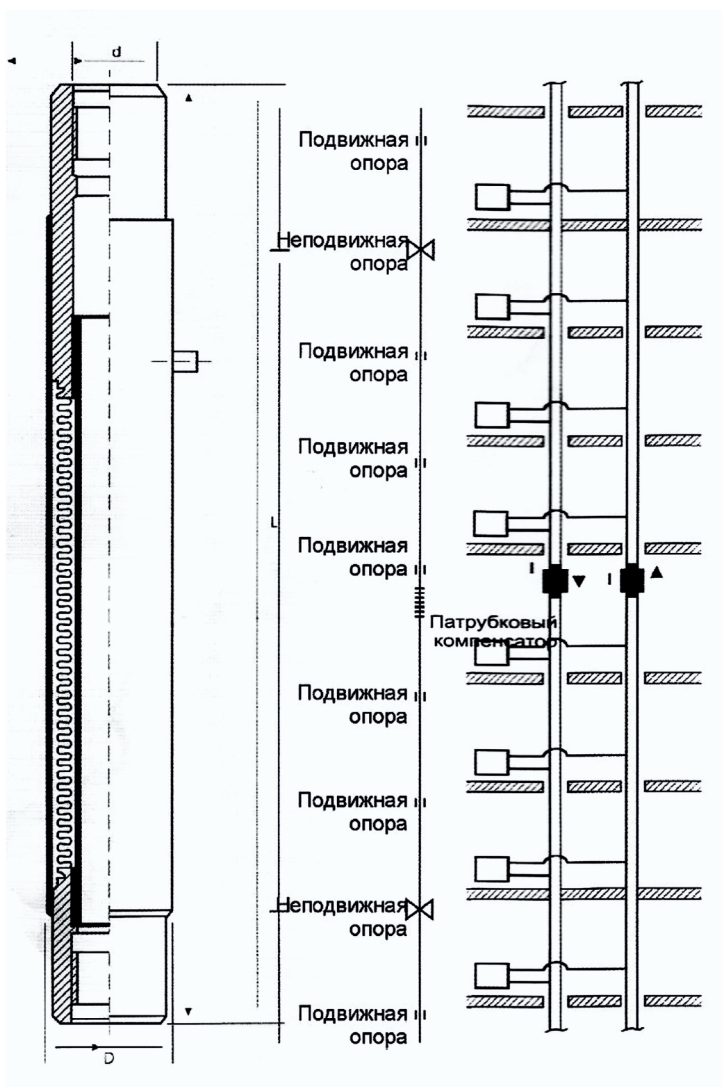 d
Подвижная
опора
Неподвижная
опора
Подвижная
опора
Подвижная
опора
L
Подвижная
опора
I
I
Патрубковый
компенсатор
Подвижная
опора
Подвижная
опора
Неподвижная
опора
Подвижная
опора
D